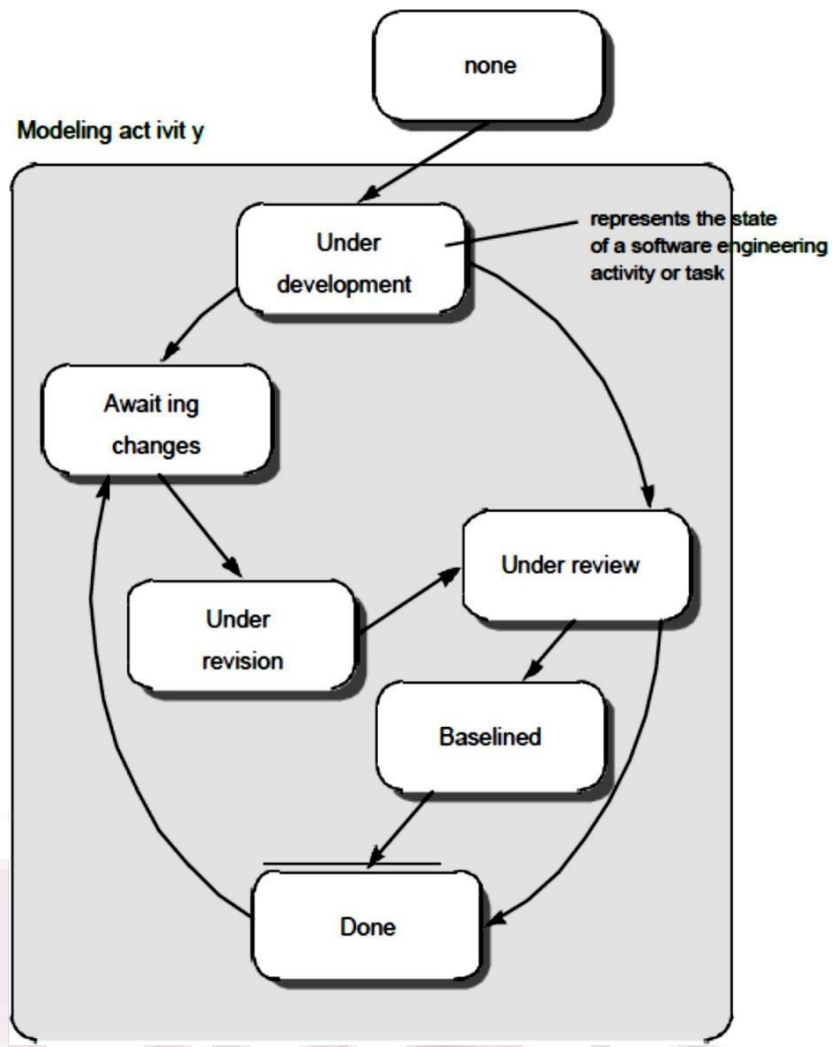 none
Modeling act ivit y
Under
development
represents the state
of a software engineering
activity or task
Await ing
changes
Under review
Under
revision
Baselined
Done